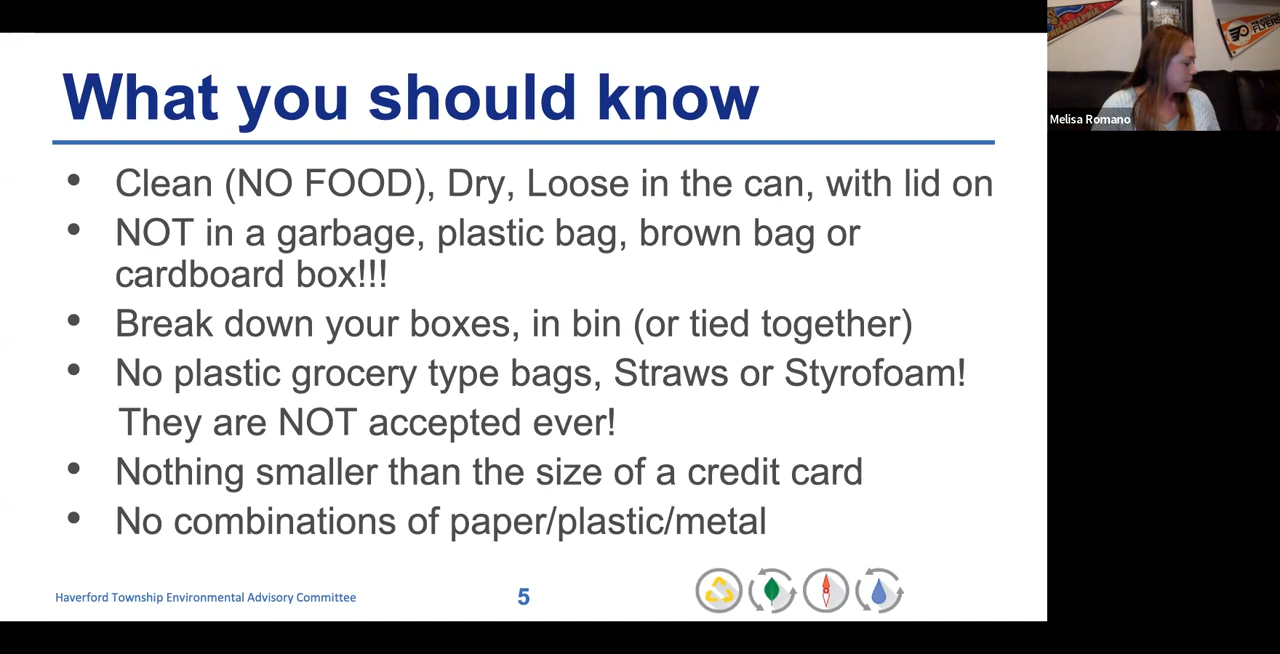 What you should know
• Clean (NO FOOD), Dry, Loose in the can, with lid on
• NOT in a garbage, plastic bag, brown bag or
cardboard box!!!
• Break down your boxes, in bin (or tied together)
• No plastic grocery type bags, Straws or Styrofoam!
They are NOT accepted ever!
• Nothing smaller than the size of a credit card
• No combinations of paper/plastic/metal
Haverford Township Environmental Advisory Committee
5
PHILADELPHIA
FLYERS
Melisa Romano